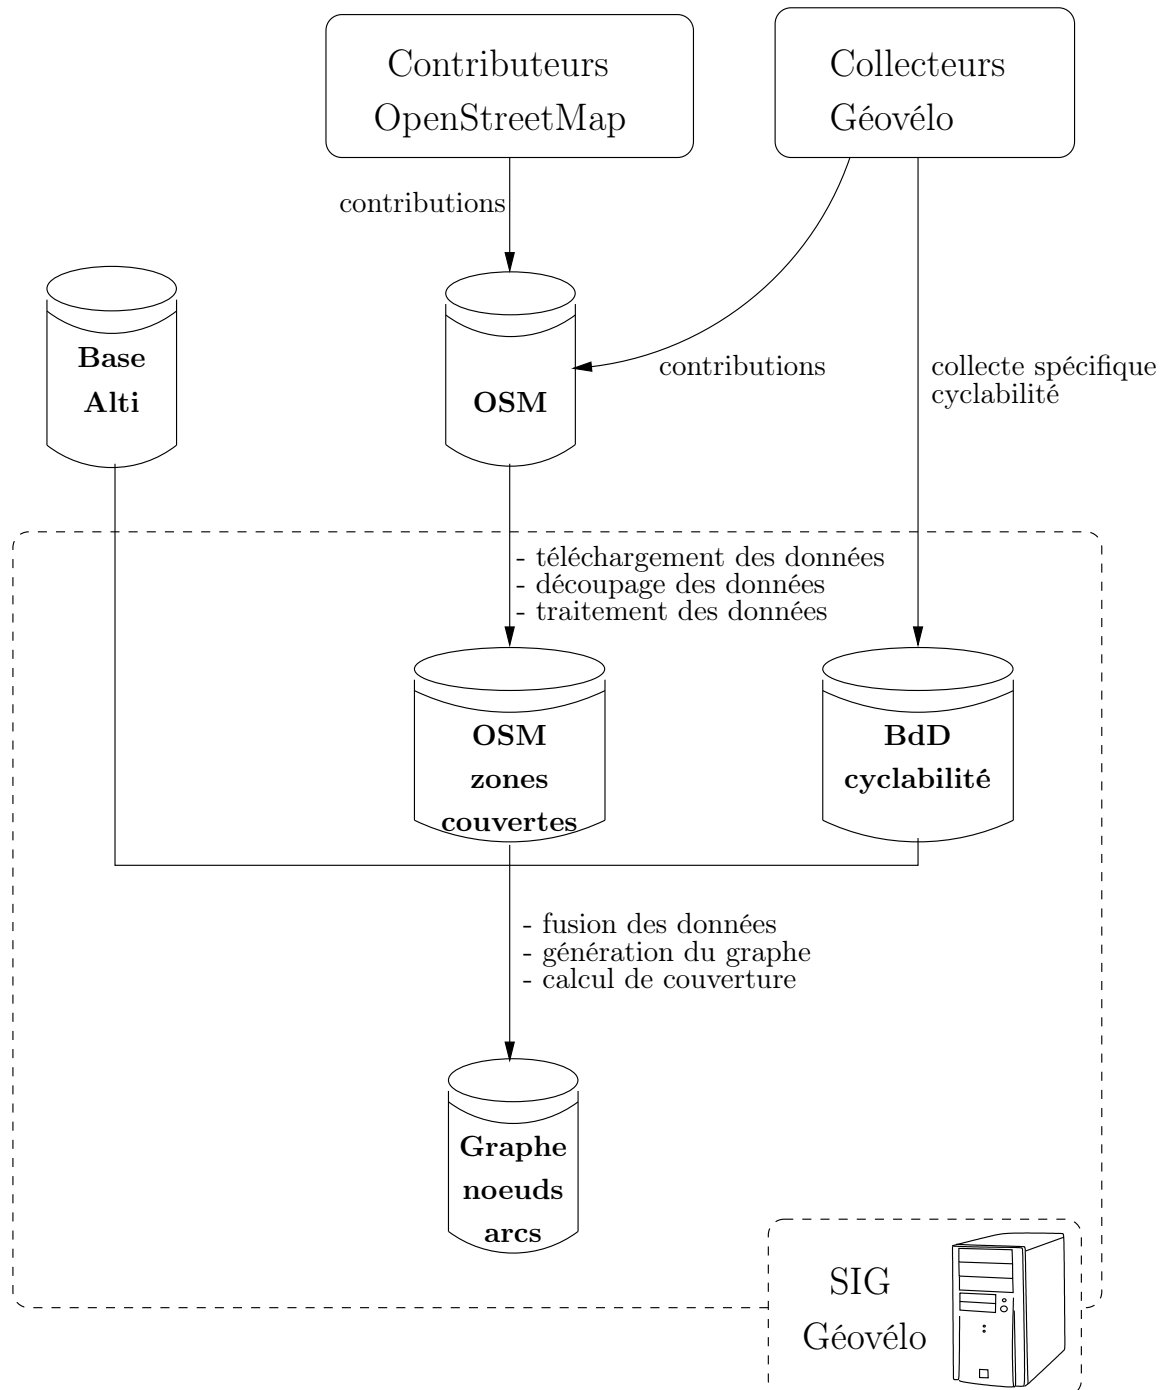 Contributeurs
OpenStreetMap
Collecteurs
Géovélo
contributions
Base
Alti
OSM
contributions
collecte spécifique
cyclabilité
- téléchargement des données
- découpage des données
- traitement des données
OSM
zones
couvertes
BdD
cyclabilité
- fusion des données
- génération du graphe
- calcul de couverture
Graphe
noeuds
arcs
SIG
Géovélo